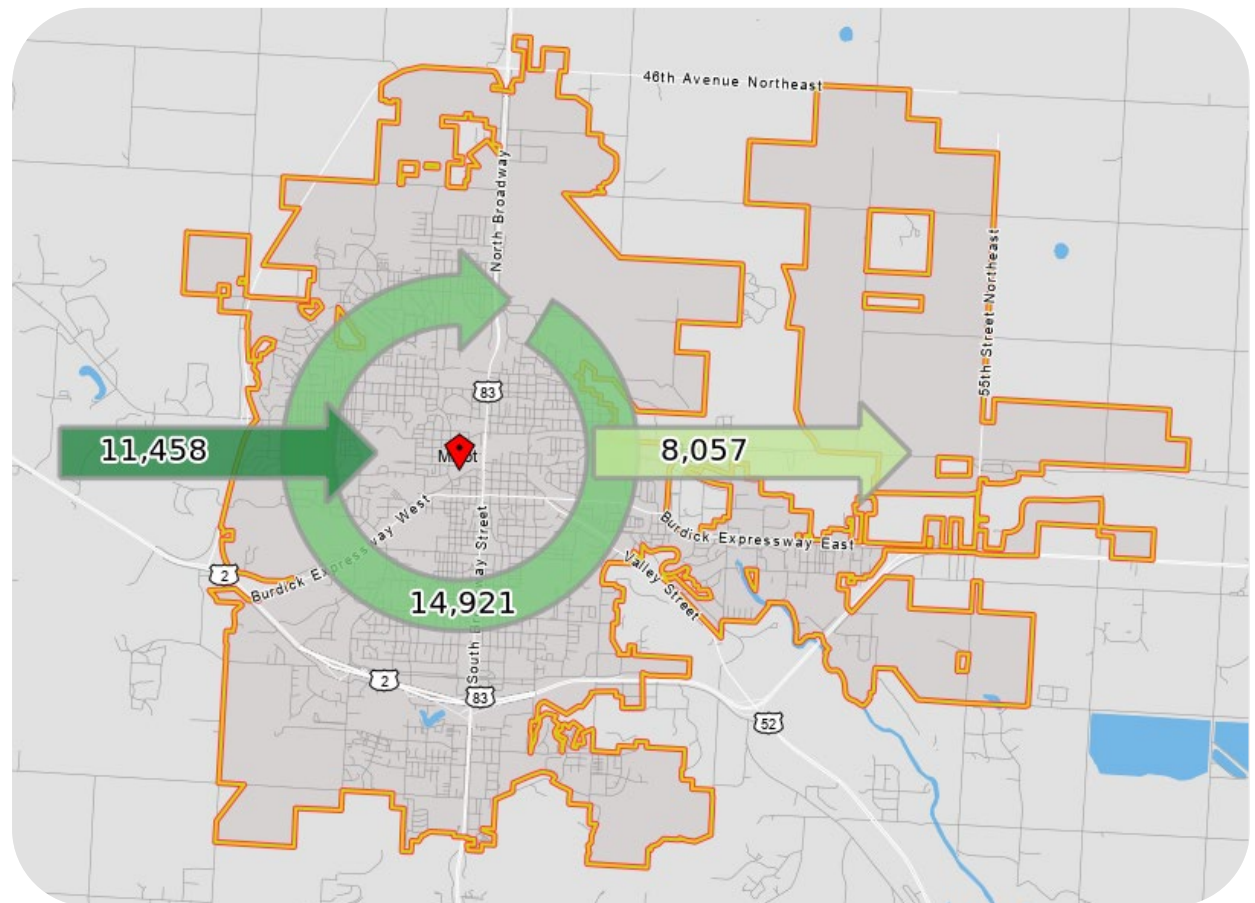 46th Avenue Northeast
North Broadway
55th Street Northeast
83
11,458
8,057
Burdick Expressway West
Burdick Expressway East
Valley Street
2
14,921
2
83
52